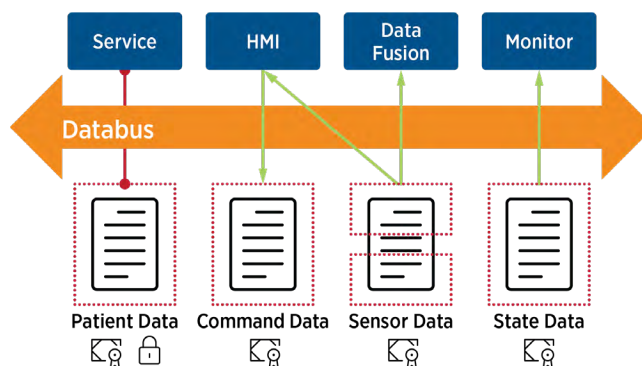 Service
HMI
Data
Fusion
Monitor
Databus
Patient Data
Command Data
Sensor Data
State Data